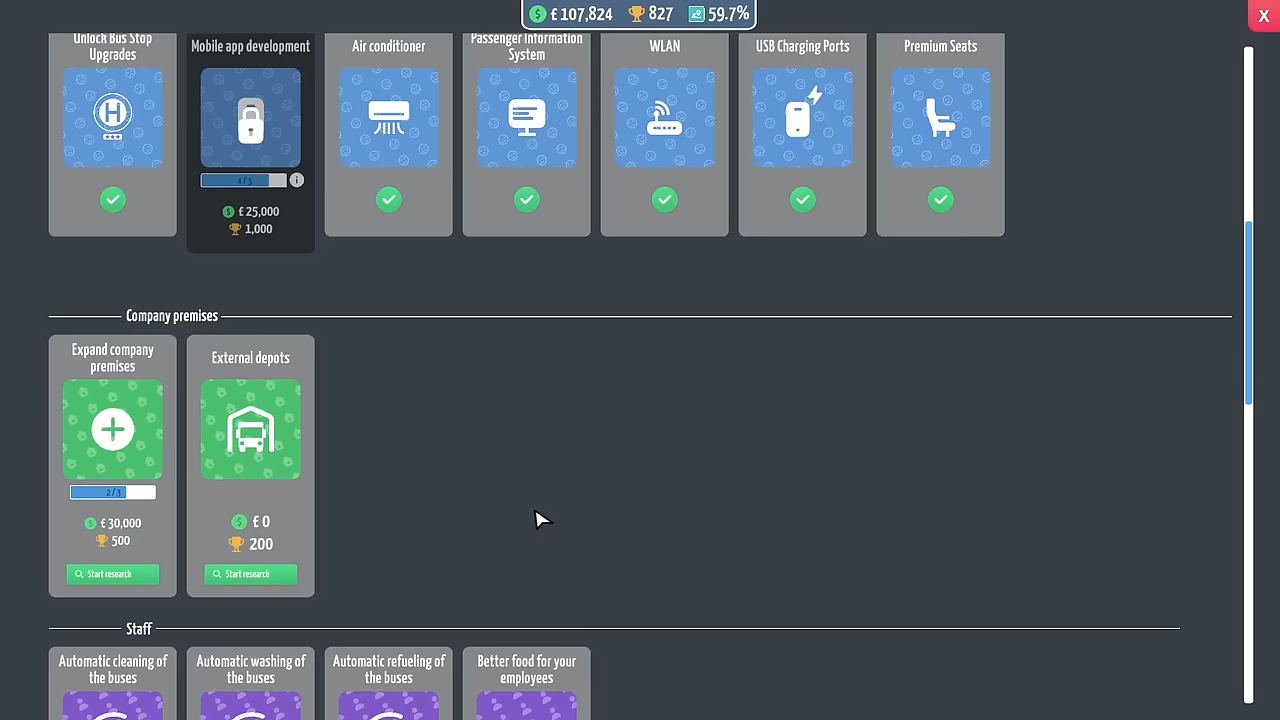 £ 107,824 827 59.7%
X
Unlock Bus Stop
Upgrades
Mobile app development
Air conditioner
Passenger Information
System
WLAN
USB Charging Ports
Premium Seats
H
4 / 5
i
£ 25,000
1,000
Company premises
Expand company
premises
External depots
2 / 3
£ 30,000
500
£ 0
200
Start research
Start research
Staff
Automatic cleaning of
the buses
Automatic washing of
the buses
Automatic refueling of
the buses
Better food for your
employees